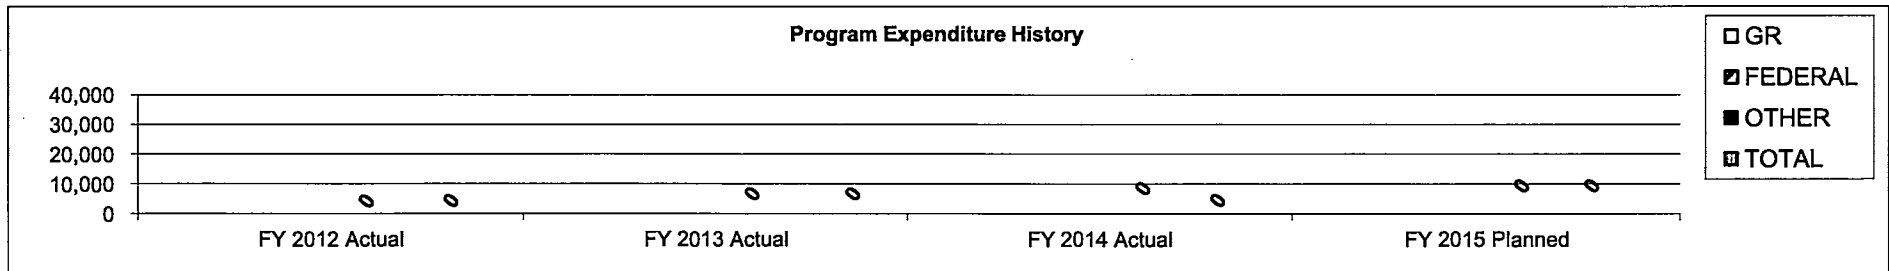 Program Expenditure History
GR
FEDERAL
OTHER
TOTAL
40,000
30,000
20,000
10,000
0
0 0 0 0 0 0 0 0
FY 2012 Actual FY 2013 Actual FY 2014 Actual FY 2015 Planned